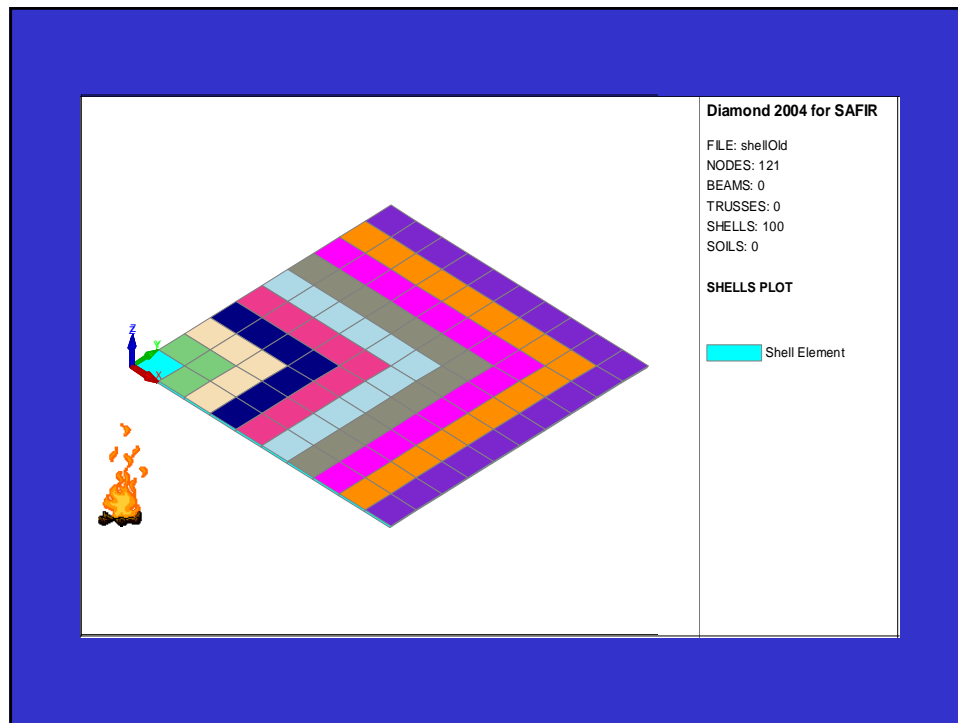 Diamond 2004 for SAFIR
FILE: shellOld
NODES: 121
BEAMS: 0
TRUSSES: 0
SHELLS: 100
SOILS: 0
SHELLS PLOT
Shell Element
Z
Y
X